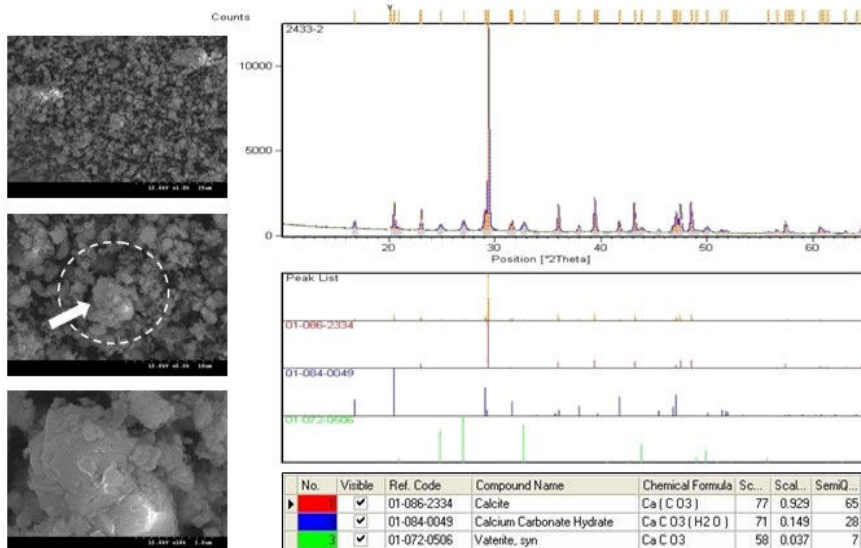 Counts
2433-2
10000
5000
0
20 30 40 50 60
Position [°2Theta]
Peak List
01-086-2334
01-084-0049
01-072-0506
No. Visible Ref. Code Compound Name Chemical Formula Sc... Scal... SemiQ...
1 01-086-2334 Calcite Ca ( C O3 ) 77 0.929 65
01-084-0049 Calcium Carbonate Hydrate Ca C O3 ( H2 O ) 71 0.149 28
3 01-072-0506 Vaterite, syn Ca C O3 58 0.037 7